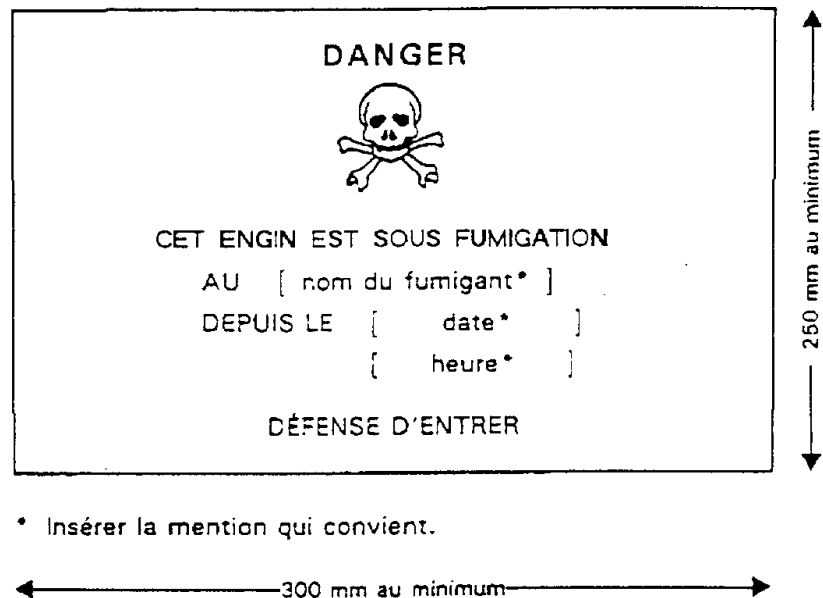 DANGER
CET ENGIN EST SOUS FUMIGATION
AU [ nom du fumigant* ]
DEPUIS LE [ date* ]
[ heure* ]
DÉFENSE D'ENTRER
* Insérer la mention qui convient.
300 mm au minimum
250 mm au minimum